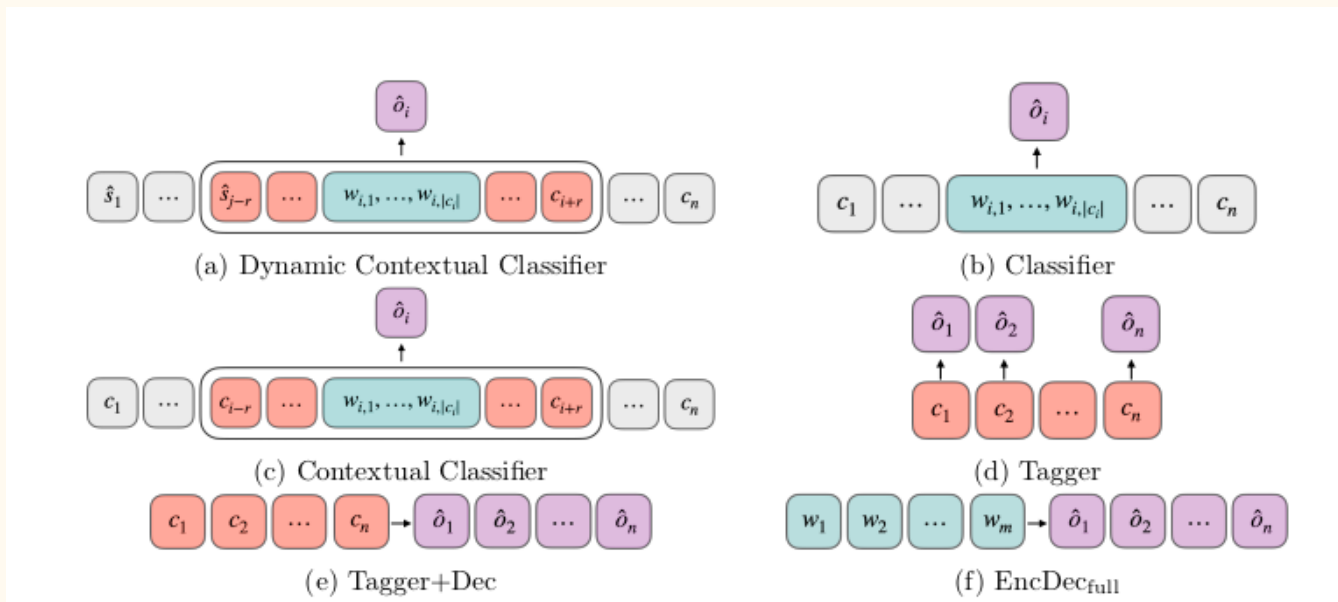 ô_i
ŝ_1 … ŝ_{j−r} … w_{i,1}, …, w_{i,|c_i|} … c_{i+r} … c_n
(a) Dynamic Contextual Classifier
ô_i
c_1 … w_{i,1}, …, w_{i,|c_i|} … c_n
(b) Classifier
ô_i
c_1 … c_{i−r} … w_{i,1}, …, w_{i,|c_i|} … c_{i+r} … c_n
(c) Contextual Classifier
ô_1 ô_2 ô_n
c_1 c_2 … c_n
(d) Tagger
c_1 c_2 … c_n → ô_1 ô_2 … ô_n
(e) Tagger+Dec
w_1 w_2 … w_m → ô_1 ô_2 … ô_n
(f) EncDec_full